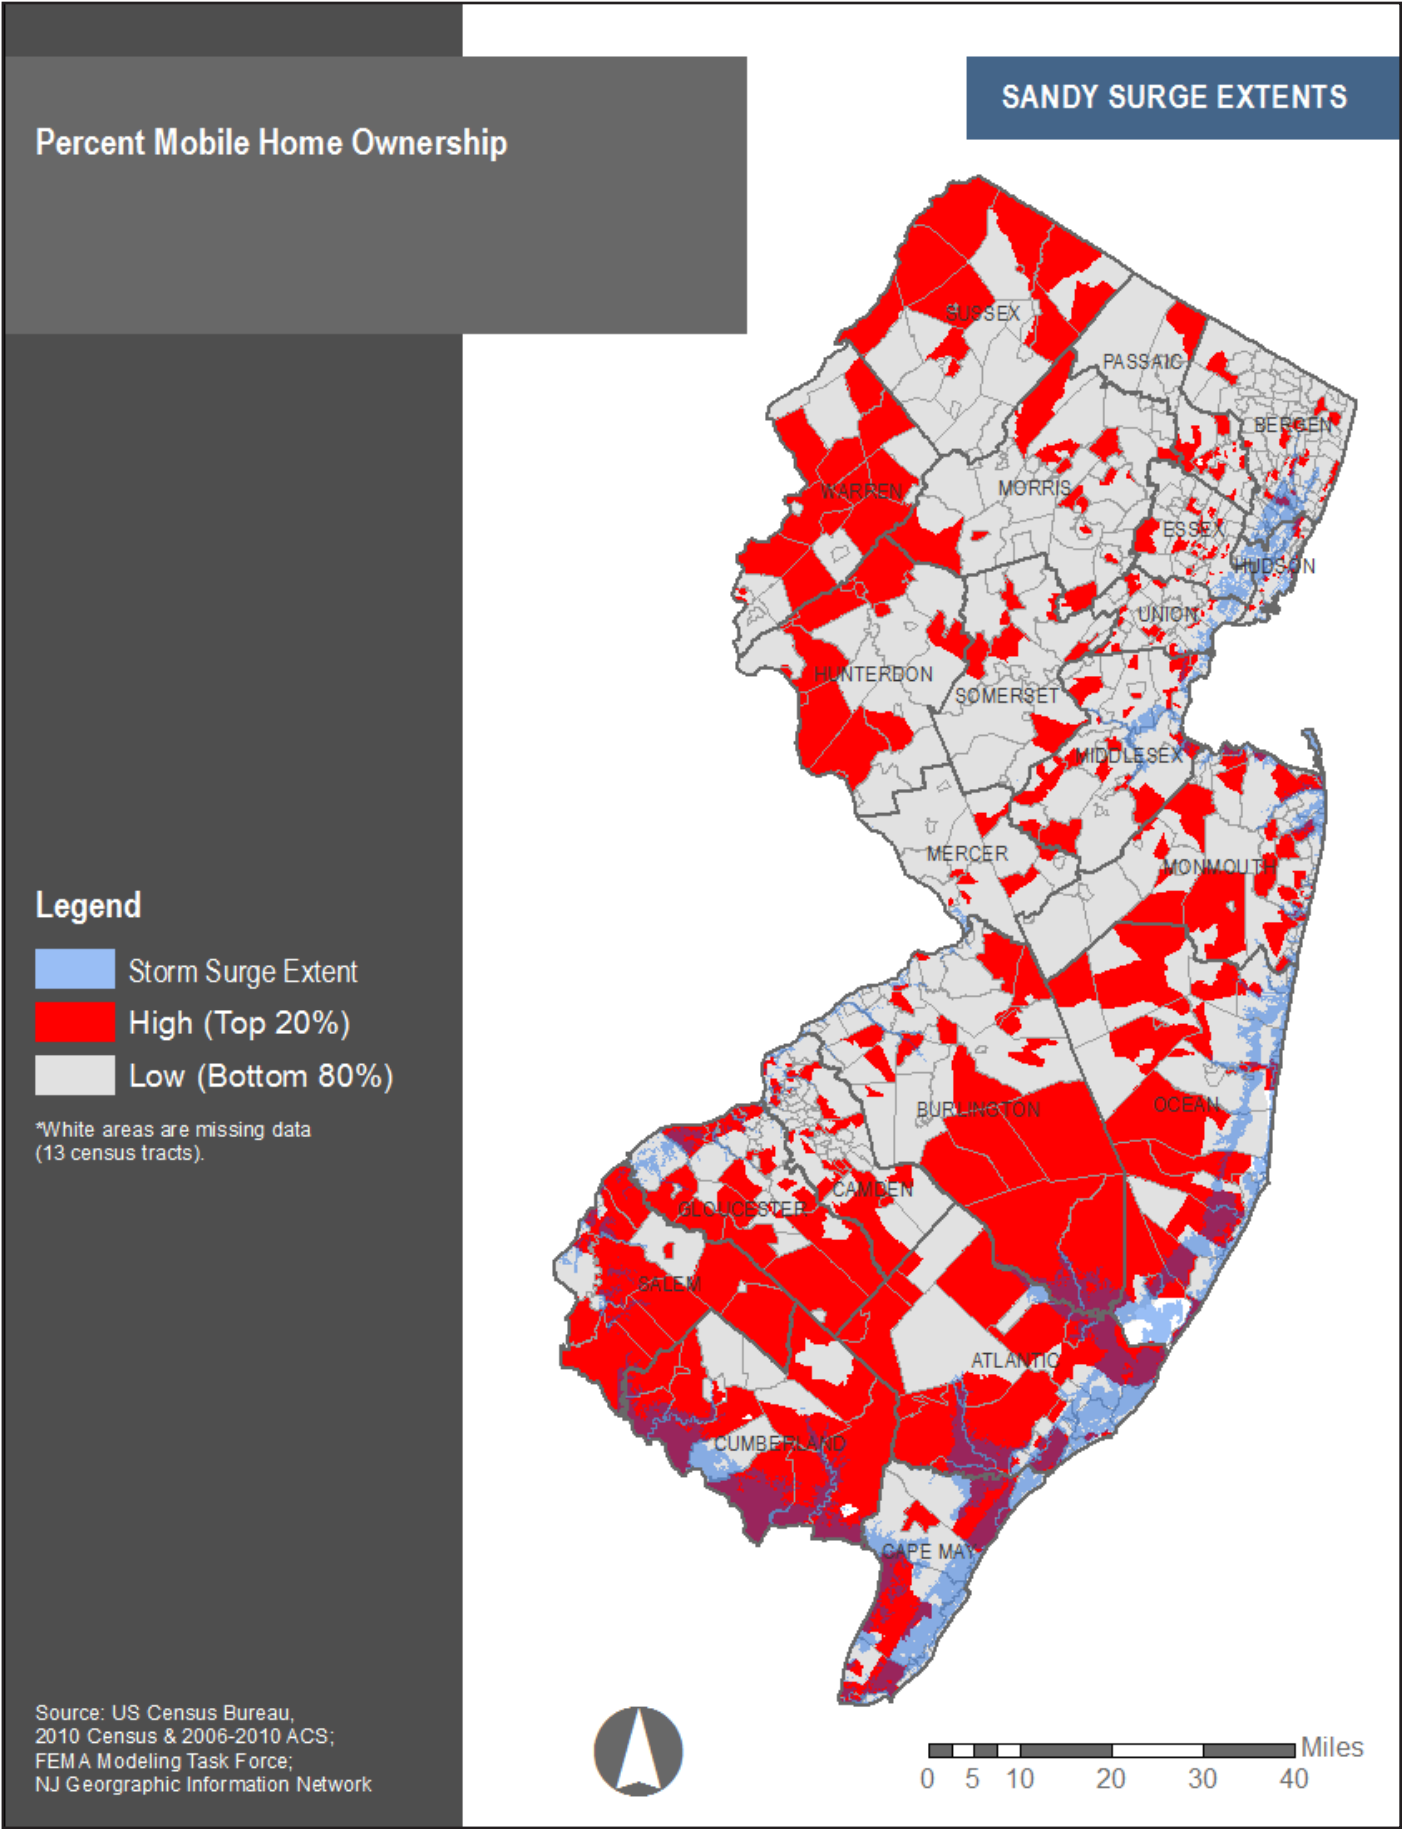 SANDY SURGE EXTENTS
Percent Mobile Home Ownership
SUSSEX
PASSAIC
BERGEN
WARREN
MORRIS
ESSEX
HUDSON
UNION
HUNTERDON
SOMERSET
MIDDLESEX
MERCER
MONMOUTH
Legend
Storm Surge Extent
High (Top 20%)
Low (Bottom 80%)
*White areas are missing data
(13 census tracts).
BURLINGTON
OCEAN
CAMDEN
GLOUCESTER
SALEM
ATLANTIC
CUMBERLAND
CAPE MAY
Source: US Census Bureau,
2010 Census & 2006-2010 ACS;
FEMA Modeling Task Force;
NJ Georgraphic Information Network
Miles
0 5 10 20 30 40